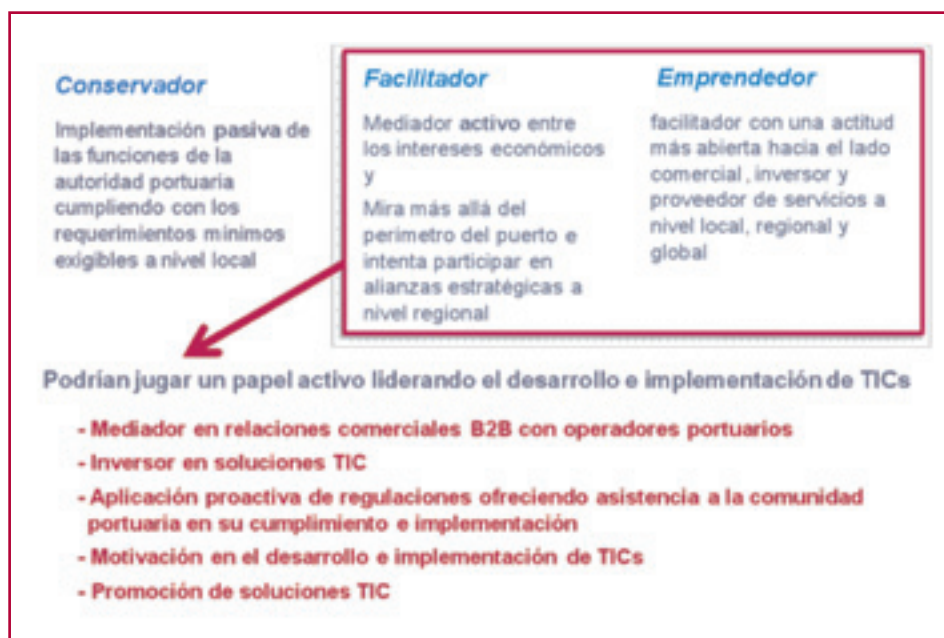 Conservador
Implementación pasiva de
las funciones de la
autoridad portuaria
cumpliendo con los
requerimientos mínimos
exigibles a nivel local
Facilitador
Mediador activo entre
los intereses económicos
y
Mira más allá del
perimetro del puerto e
intenta participar en
alianzas estratégicas a
nivel regional
Emprendedor
facilitador con una actitud
más abierta hacia el lado
comercial, inversor y
proveedor de servicios a
nivel local, regional y
global
Podrían jugar un papel activo liderando el desarrollo e implementación de TICs
- Mediador en relaciones comerciales B2B con operadores portuarios
- Inversor en soluciones TIC
- Aplicación proactiva de regulaciones ofreciendo asistencia a la comunidad
portuaria en su cumplimiento e implementación
- Motivación en el desarrollo e implementación de TICs
- Promoción de soluciones TIC